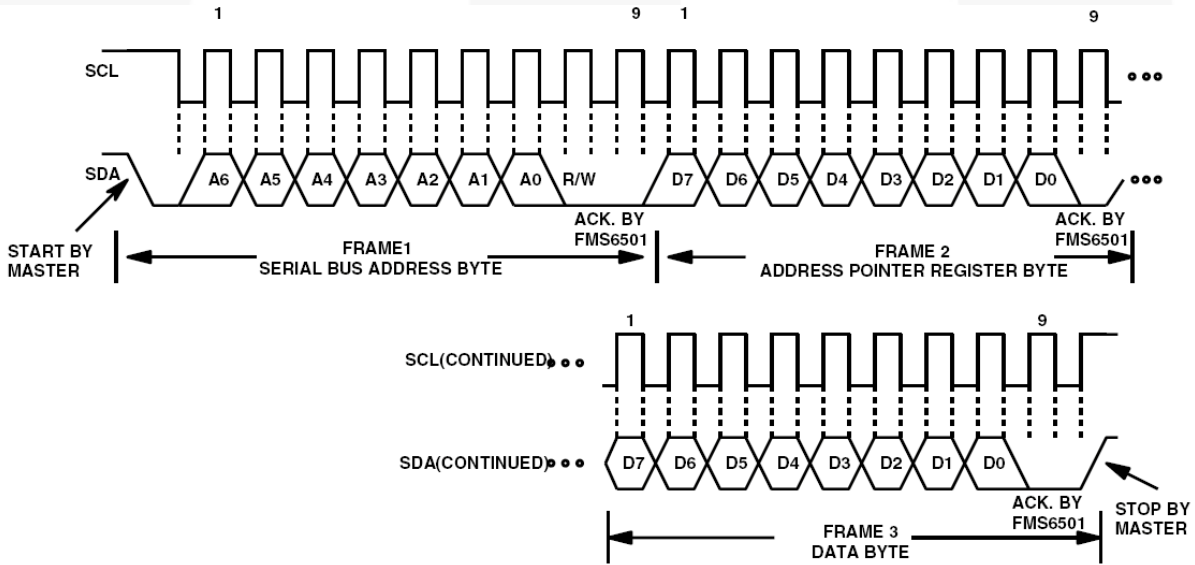 1 9 1 9
SCL
SDA A6 A5 A4 A3 A2 A1 A0 R/W D7 D6 D5 D4 D3 D2 D1 D0
START BY
MASTER
ACK. BY
FMS6501
ACK. BY
FMS6501
FRAME1
SERIAL BUS ADDRESS BYTE
FRAME 2
ADDRESS POINTER REGISTER BYTE
1 9
SCL(CONTINUED)
SDA(CONTINUED) D7 D6 D5 D4 D3 D2 D1 D0
ACK. BY
FMS6501
STOP BY
MASTER
FRAME 3
DATA BYTE